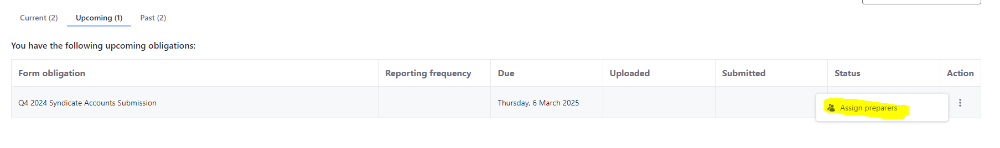 Current (2) Upcoming (1) Past (2)
You have the following upcoming obligations:
Form obligation Reporting frequency Due Uploaded Submitted Status Action
Q4 2024 Syndicate Accounts Submission Thursday, 6 March 2025
Assign preparers